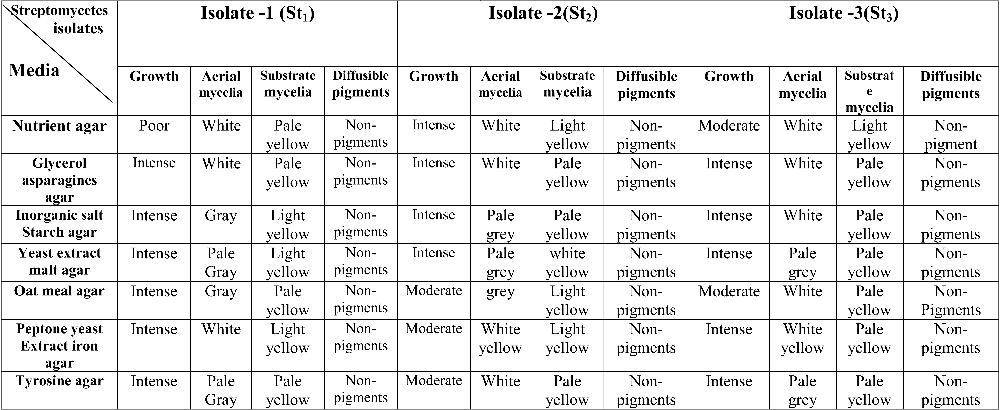 Streptomycetes
isolates
Media
Isolate -1 (St₁)
Isolate -2(St₂)
Isolate -3(St₃)
Growth
Aerial
mycelia
Substrate
mycelia
Diffusible
pigments
Growth
Aerial
mycelia
Substrate
mycelia
Diffusible
pigments
Growth
Aerial
mycelia
Substrat
e
mycelia
Diffusible
pigments
Nutrient agar
Poor
White
Pale
yellow
Non-
pigments
Intense
White
Light
yellow
Non-
pigments
Moderate
White
Light
yellow
Non-
pigment
Glycerol
asparagines
agar
Intense
White
Pale
yellow
Non-
pigments
Intense
White
Pale
yellow
Non-
pigments
Intense
White
Pale
yellow
Non-
pigments
Inorganic salt
Starch agar
Intense
Gray
Light
yellow
Non-
pigments
Intense
Pale
grey
Pale
yellow
Non-
pigments
Intense
White
Pale
yellow
Non-
pigments
Yeast extract
malt agar
Intense
Pale
Gray
Light
yellow
Non-
pigments
Intense
Pale
grey
white
yellow
Non-
pigments
Intense
Pale
grey
Pale
yellow
Non-
pigments
Oat meal agar
Intense
Gray
Pale
yellow
Non-
pigments
Moderate
grey
Light
yellow
Non-
pigments
Moderate
White
Pale
yellow
Non-
Pigments
Peptone yeast
Extract iron
agar
Intense
White
Light
yellow
Non-
pigments
Moderate
White
yellow
Light
yellow
Non-
pigments
Intense
White
yellow
Pale
yellow
Non-
pigments
Tyrosine agar
Intense
Pale
Gray
Pale
yellow
Non-
pigments
Moderate
White
Pale
yellow
Non-
pigments
Intense
Pale
grey
Pale
yellow
Non-
pigments